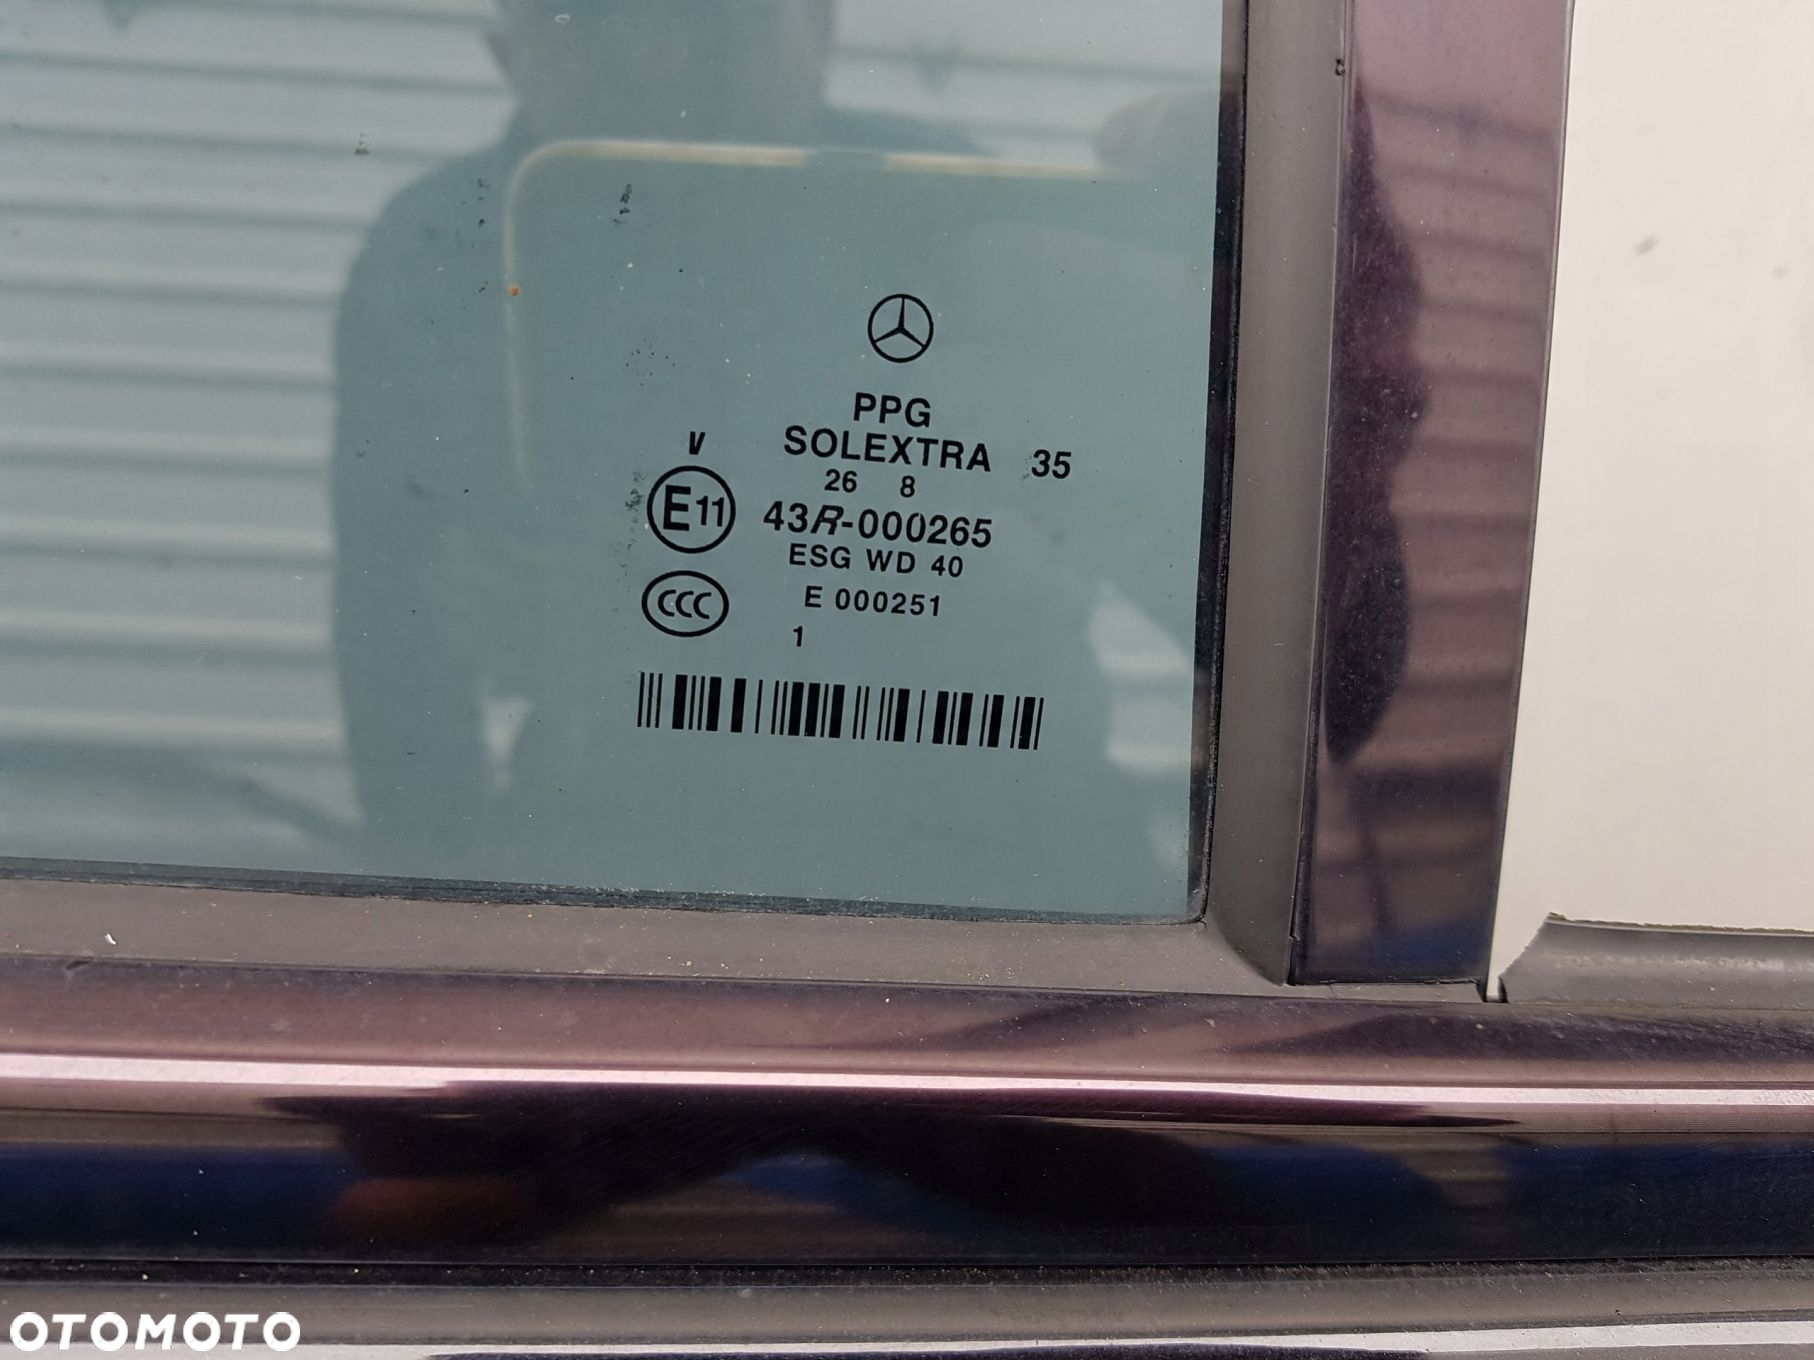 PPG
SOLEXTRA 35
V
26 8
E11 43R-000265
ESG WD 40
CCC E 000251
1
OTOMOTO